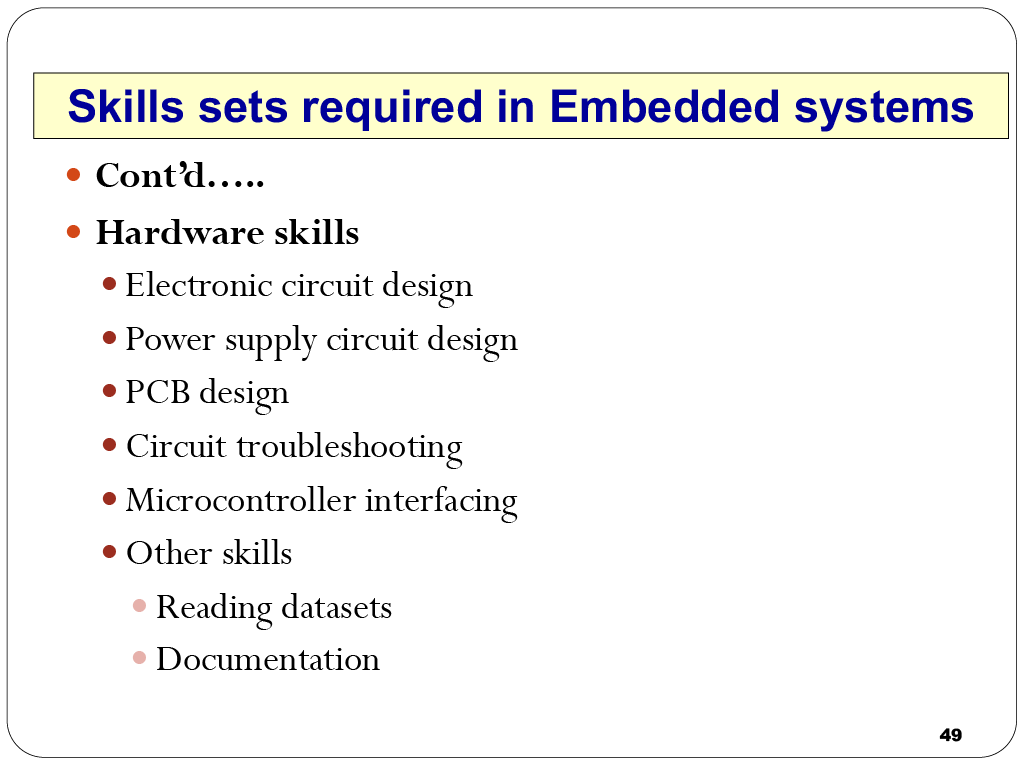 Skills sets required in Embedded systems
Cont’d…..
Hardware skills
Electronic circuit design
Power supply circuit design
PCB design
Circuit troubleshooting
Microcontroller interfacing
Other skills
Reading datasets
Documentation
49